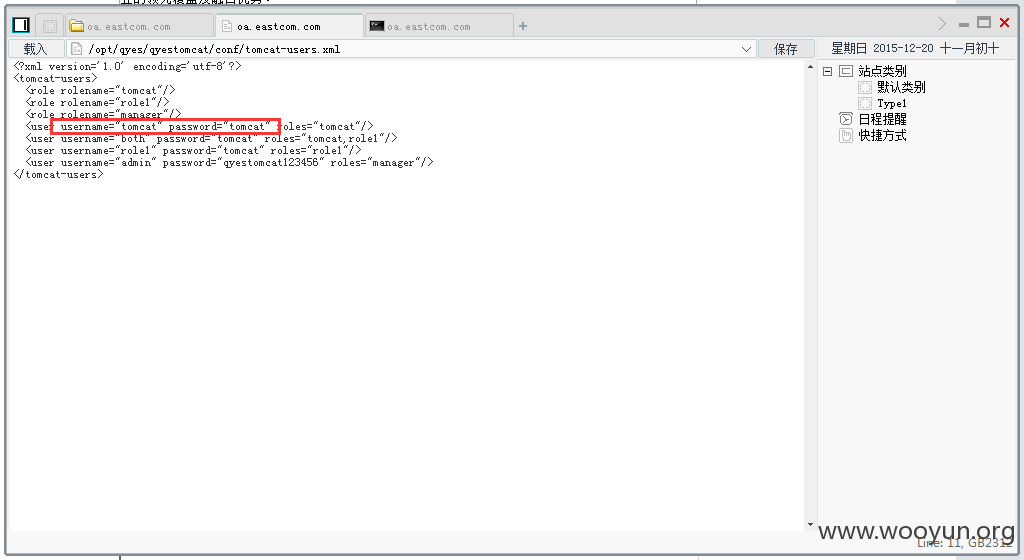 oa.eastcom.com
oa.eastcom.com
oa.eastcom.com
载入
/opt/qyes/qyestomcat/conf/tomcat-users.xml
保存
星期日 2015-12-20 十一月初十
<?xml version='1.0' encoding='utf-8'?>
<tomcat-users>
<role rolename="tomcat"/>
<role rolename="role1"/>
<role rolename="manager"/>
<user username="tomcat" password="tomcat" roles="tomcat"/>
<user username="both" password="tomcat" roles="tomcat,role1"/>
<user username="role1" password="tomcat" roles="role1"/>
<user username="admin" password="qyestomcat123456" roles="manager"/>
</tomcat-users>
站点类别
默认类别
Type1
日程提醒
快捷方式
www.wooyun.org
Line: 11, GB2312